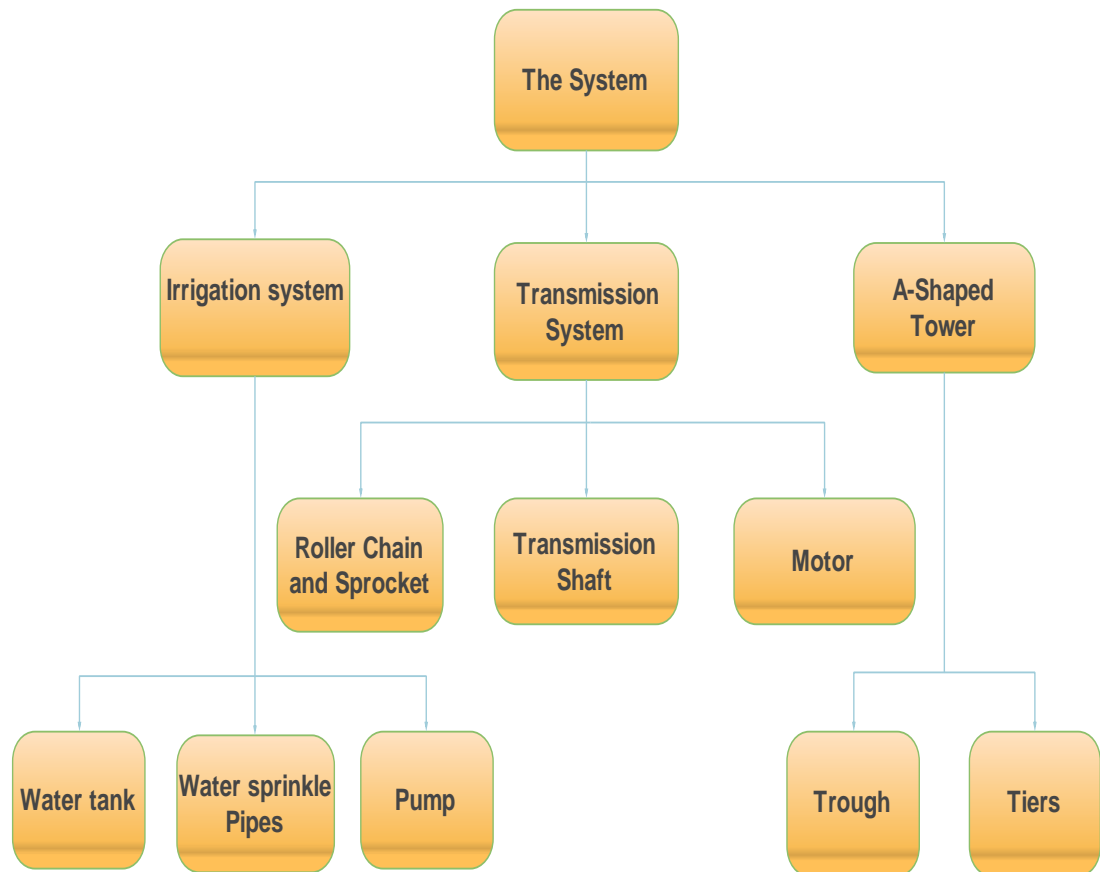 The System
Irrigation system
Transmission
System
A-Shaped
Tower
Roller Chain
and Sprocket
Transmission
Shaft
Motor
Water tank
Water sprinkle
Pipes
Pump
Trough
Tiers